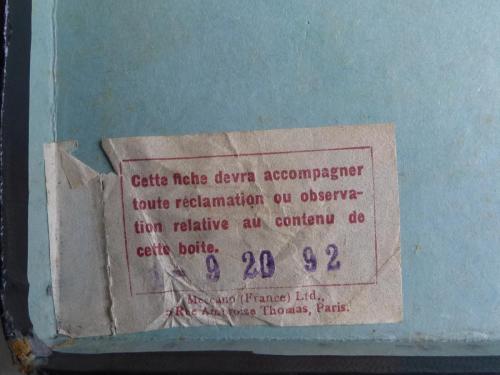 Cette fiche devra accompagner
toute réclamation ou observa-
tion relative au contenu de
cette boite.
- 9 20 92
Meccano (France) Ltd.,
Rue Ambroise Thomas, Paris.